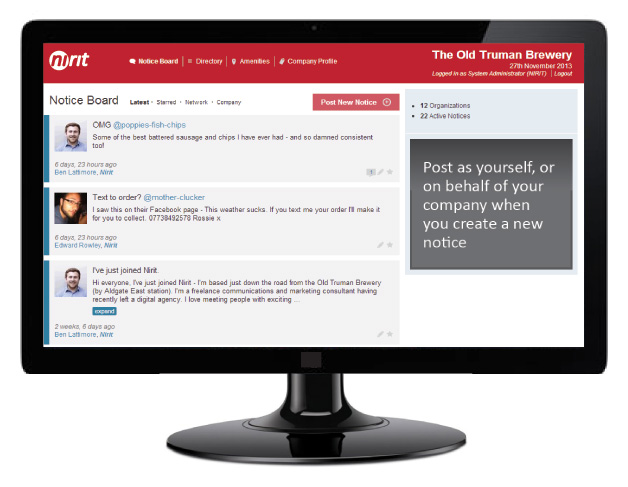 nirit
Notice Board
Directory
Amenities
Company Profile
The Old Truman Brewery
27th November 2013
Logged in as System Administrator (NIRIT) | Logout
Notice Board
Latest · Starred · Network · Company
Post New Notice
OMG @poppies-fish-chips
Some of the best battered sausage and chips I have ever had - and so damned consistent
too!
6 days, 23 hours ago
Ben Lattimore, Nirit
1
Text to order? @mother-clucker
I saw this on their Facebook page - This weather sucks. If you text me your order I'll make it
for you to collect. 07738492578 Rossie x
6 days, 23 hours ago
Edward Rowley, Nirit
I've just joined Nirit.
Hi everyone, I've just joined Nirit - I'm based just down the road from the Old Truman Brewery
(by Aldgate East station). I'm a freelance communications and marketing consultant having
recently left a digital agency. I love meeting people with exciting ...
expand
2 weeks, 6 days ago
Ben Lattimore, Nirit
12 Organizations
22 Active Notices
Post as yourself, or
on behalf of your
company when
you create a new
notice